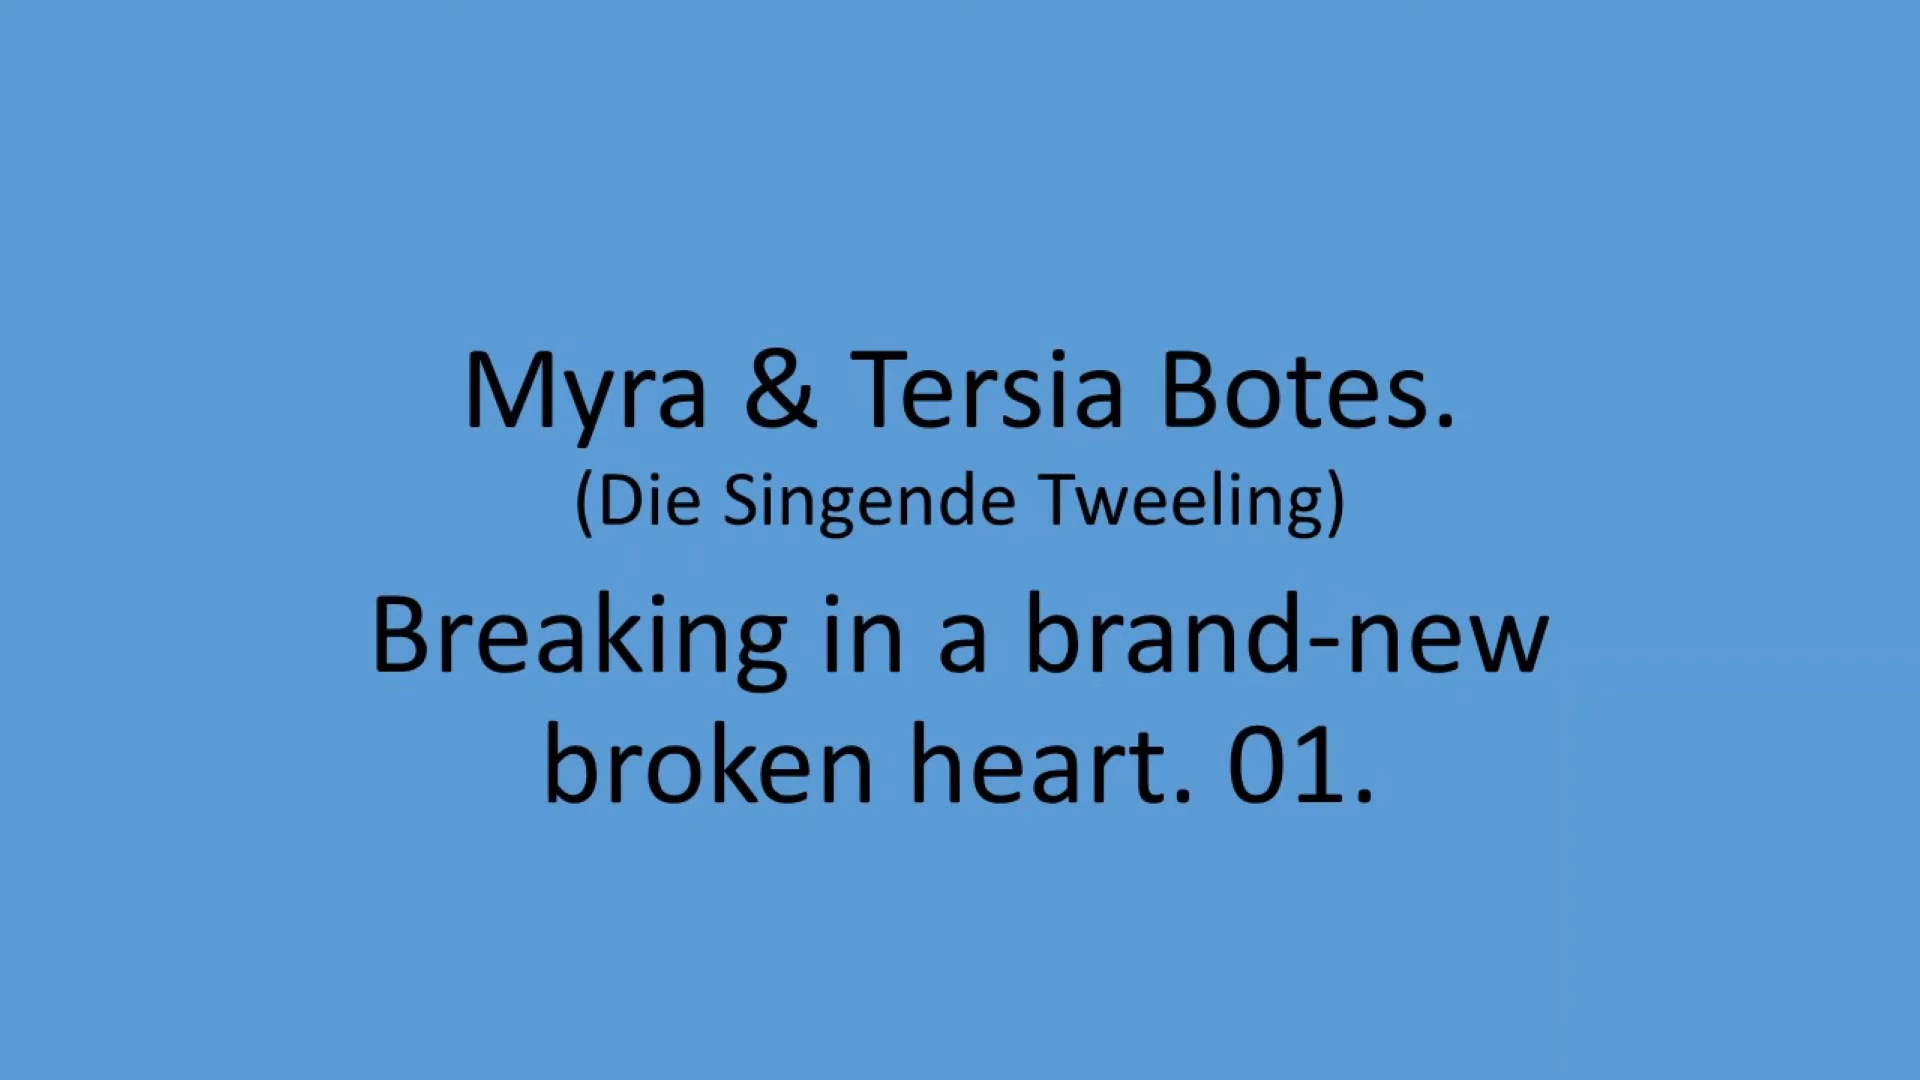 Myra & Tersia Botes.
(Die Singende Tweeling)
Breaking in a brand-new
broken heart. 01.